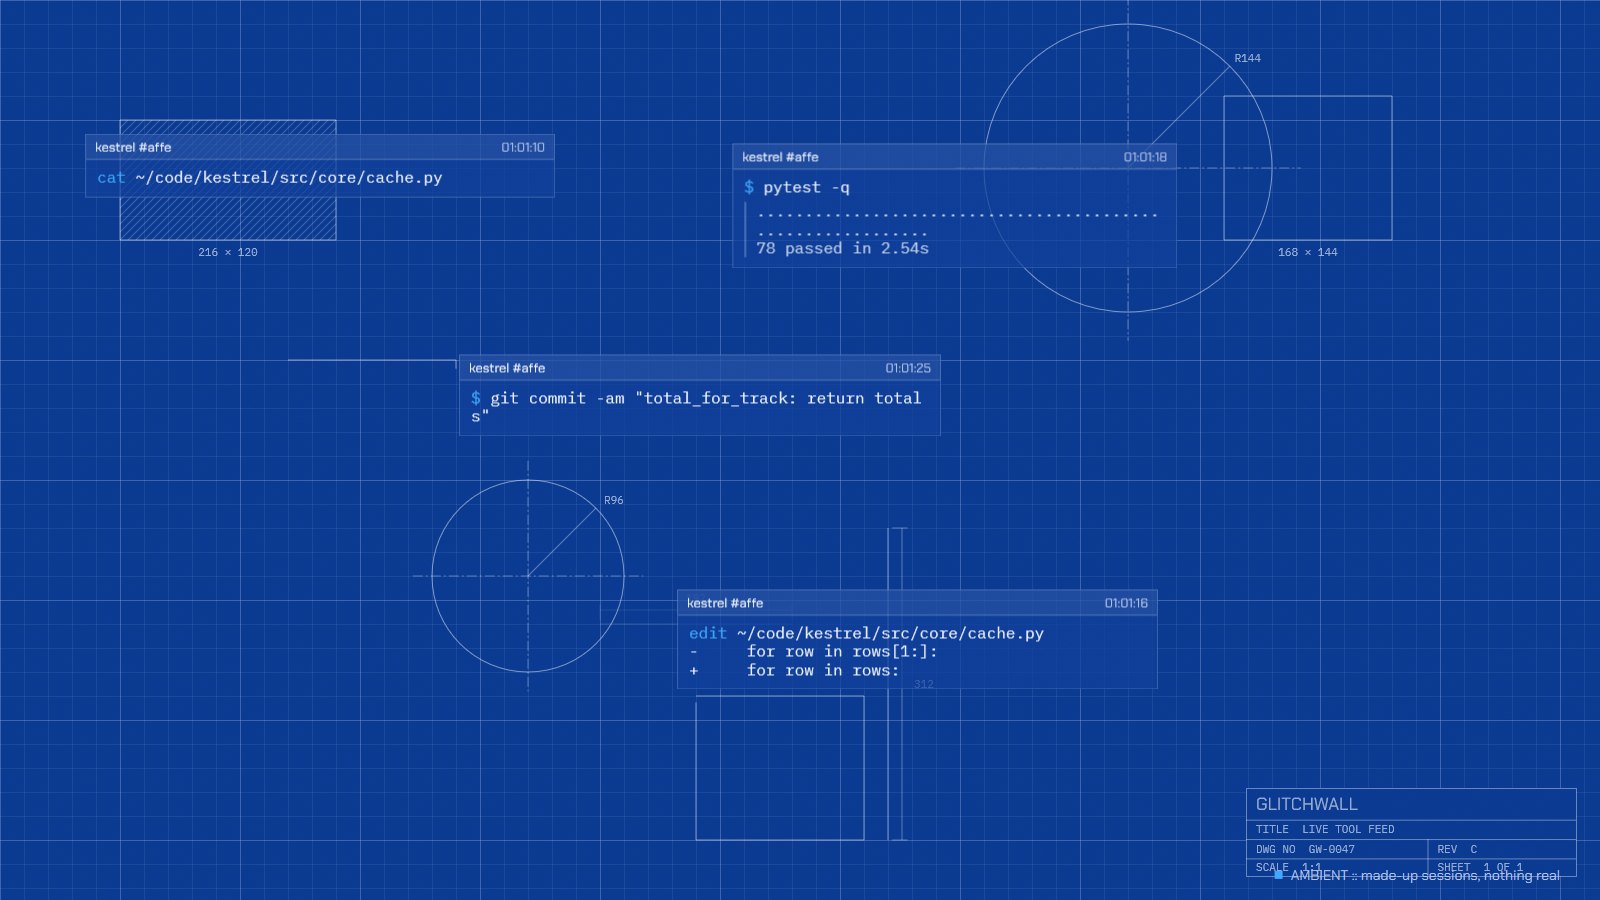 R144
kestrel #affe 01:01:10
cat ~/code/kestrel/src/core/cache.py
216 × 120
kestrel #affe 01:01:18
$ pytest -q
..........................................
..................
78 passed in 2.54s
168 × 144
kestrel #affe 01:01:25
$ git commit -am "total_for_track: return total
s"
R96
kestrel #affe 01:01:16
edit ~/code/kestrel/src/core/cache.py
-     for row in rows[1:]:
+     for row in rows:
312
GLITCHWALL
TITLE LIVE TOOL FEED
DWG NO GW-0047 REV C
SCALE 1:1 SHEET 1 OF 1
AMBIENT :: made-up sessions, nothing real